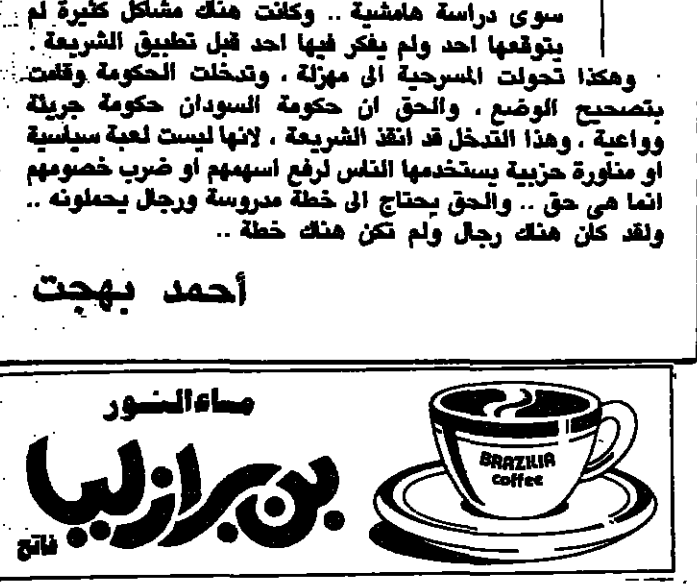 سوى دراسة هامشية .. وكانت هناك مشاكل كثيرة لم
يتوقعها احد ولم يفكر فيها احد قبل تطبيق الشريعة .
وهكذا تحولت المسرحية الى مهزلة ، وتدخلت الحكومة وقامت
بتصحيح الوضع ، والحق ان حكومة السودان حكومة جريئة
وواعية ، وهذا التدخل قد انقذ الشريعة ، لانها ليست لعبة سياسية
او مناورة حزبية يستخدمها الناس لرفع اسهمهم او ضرب خصومهم
انما هى حق .. والحق يحتاج الى خطة مدروسة ورجال يحملونه ..
ولقد كان هناك رجال ولم تكن هناك خطة ..
أحمد بهجت
مساء النور
بن برازيليا
فاتح
BRAZILIA
coffee